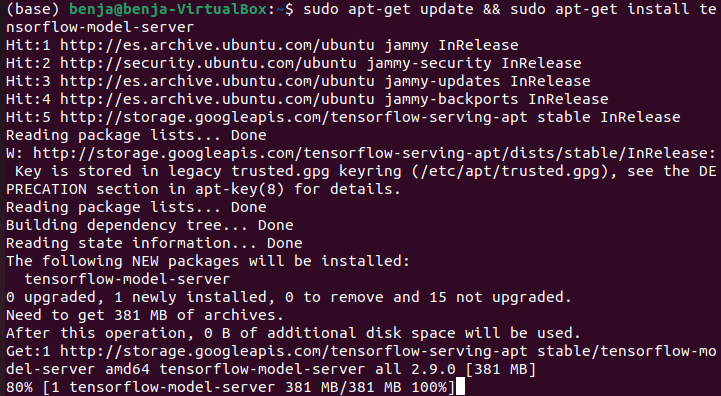 (base) benja@benja-VirtualBox:~$ sudo apt-get update && sudo apt-get install te
nsorflow-model-server
Hit:1 http://es.archive.ubuntu.com/ubuntu jammy InRelease
Hit:2 http://security.ubuntu.com/ubuntu jammy-security InRelease
Hit:3 http://es.archive.ubuntu.com/ubuntu jammy-updates InRelease
Hit:4 http://es.archive.ubuntu.com/ubuntu jammy-backports InRelease
Hit:5 http://storage.googleapis.com/tensorflow-serving-apt stable InRelease
Reading package lists... Done
W: http://storage.googleapis.com/tensorflow-serving-apt/dists/stable/InRelease:
 Key is stored in legacy trusted.gpg keyring (/etc/apt/trusted.gpg), see the DE
PRECATION section in apt-key(8) for details.
Reading package lists... Done
Building dependency tree... Done
Reading state information... Done
The following NEW packages will be installed:
  tensorflow-model-server
0 upgraded, 1 newly installed, 0 to remove and 15 not upgraded.
Need to get 381 MB of archives.
After this operation, 0 B of additional disk space will be used.
Get:1 http://storage.googleapis.com/tensorflow-serving-apt stable/tensorflow-mo
del-server amd64 tensorflow-model-server all 2.9.0 [381 MB]
80% [1 tensorflow-model-server 381 MB/381 MB 100%]